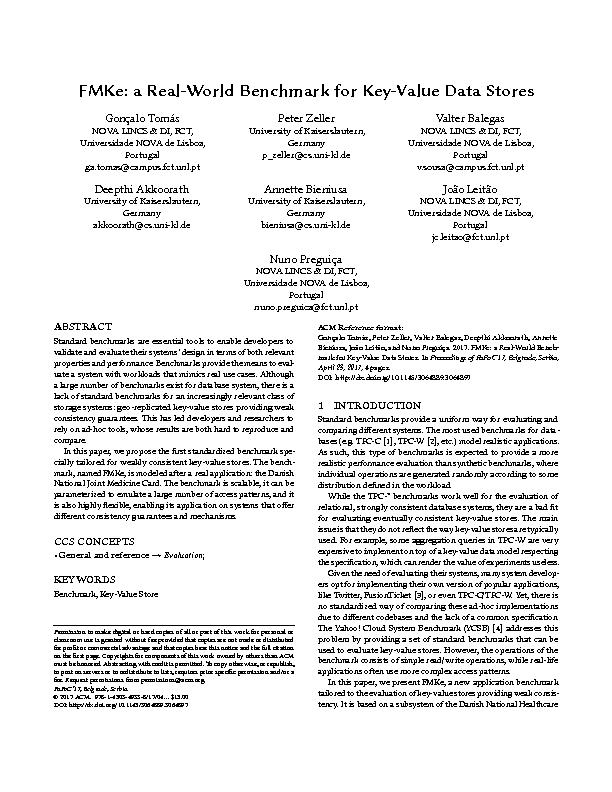 FMKe: a Real-World Benchmark for Key-Value Data Stores
Gonçalo Tomás
NOVA LINCS & DI, FCT,
Universidade NOVA de Lisboa,
Portugal
ga.tomas@campus.fct.unl.pt
Peter Zeller
University of Kaiserslautern,
Germany
p_zeller@cs.uni-kl.de
Valter Balegas
NOVA LINCS & DI, FCT,
Universidade NOVA de Lisboa,
Portugal
v.sousa@campus.fct.unl.pt
Deepthi Akkoorath
University of Kaiserslautern,
Germany
akkoorath@cs.uni-kl.de
Annette Bieniusa
University of Kaiserslautern,
Germany
bieniusa@cs.uni-kl.de
João Leitão
NOVA LINCS & DI, FCT,
Universidade NOVA de Lisboa,
Portugal
jc.leitao@fct.unl.pt
Nuno Preguiça
NOVA LINCS & DI, FCT,
Universidade NOVA de Lisboa,
Portugal
nuno.preguica@fct.unl.pt
ABSTRACT
Standard benchmarks are essential tools to enable developers to
validate and evaluate their systems' design in terms of both relevant
properties and performance. Benchmarks provide the means to eval-
uate a system with workloads that mimics real use cases. Although
a large number of benchmarks exist for database system, there is a
lack of standard benchmarks for an increasingly relevant class of
storage systems: geo-replicated key-value stores providing weak
consistency guarantees. This has led developers and researchers to
rely on ad-hoc tools, whose results are both hard to reproduce and
compare.
In this paper, we propose the first standardized benchmark spe-
cially tailored for weakly consistent key-value stores. The bench-
mark, named FMKe, is modeled after a real application: the Danish
National Joint Medicine Card. The benchmark is scalable, it can be
parameterized to emulate a large number of access patterns, and it
is also highly flexible, enabling its application on systems that offer
different consistency guarantees and mechanisms.
CCS CONCEPTS
• General and reference → Evaluation;
KEYWORDS
Benchmark, Key-Value Store
Permission to make digital or hard copies of all or part of this work for personal or
classroom use is granted without fee provided that copies are not made or distributed
for profit or commercial advantage and that copies bear this notice and the full citation
on the first page. Copyrights for components of this work owned by others than ACM
must be honored. Abstracting with credit is permitted. To copy otherwise, or republish,
to post on servers or to redistribute to lists, requires prior specific permission and/or a
fee. Request permissions from permissions@acm.org.
PaPoC'17, Belgrade, Serbia
© 2017 ACM. 978-1-4503-4933-8/17/04...$15.00
DOI: http://dx.doi.org/10.1145/3064889.3064897
ACM Reference format:
Gonçalo Tomás, Peter Zeller, Valter Balegas, Deepthi Akkoorath, Annette
Bieniusa, João Leitão, and Nuno Preguiça. 2017. FMKe: a Real-World Bench-
mark for Key-Value Data Stores. In Proceedings of PaPoC'17, Belgrade, Serbia,
April 23, 2017, 4 pages.
DOI: http://dx.doi.org/10.1145/3064889.3064897
1 INTRODUCTION
Standard benchmarks provide a uniform way for evaluating and
comparing different systems. The most used benchmarks for data-
bases (e.g. TPC-C [1], TPC-W [2], etc.) model realistic applications.
As such, this type of benchmarks is expected to provide a more
realistic performance evaluation than synthetic benchmarks, where
individual operations are generated randomly according to some
distribution defined in the workload.
While the TPC-* benchmarks work well for the evaluation of
relational, strongly consistent database systems, they are a bad fit
for evaluating eventually consistent key-value stores. The main
issue is that they do not reflect the way key-value stores are typically
used. For example, some aggregation queries in TPC-W are very
expensive to implement on top of a key-value data model respecting
the specification, which can render the value of experiments useless.
Given the need of evaluating their systems, many system develop-
ers opt for implementing their own version of popular applications,
like Twitter, FusionTicket [3], or even TPC-C/TPC-W. Yet, there is
no standardized way of comparing these ad-hoc implementations
due to different codebases and the lack of a common specification.
The Yahoo! Cloud System Benchmark (YCSB) [4] addresses this
problem by providing a set of standard benchmarks that can be
used to evaluate key-value stores. However, the operations of the
benchmark consists of simple read/write operations, while real-life
applications often use more complex access patterns.
In this paper, we present FMKe, a new application benchmark
tailored to the evaluation of key-value stores providing weak consis-
tency. It is based on a subsystem of the Danish National Healthcare